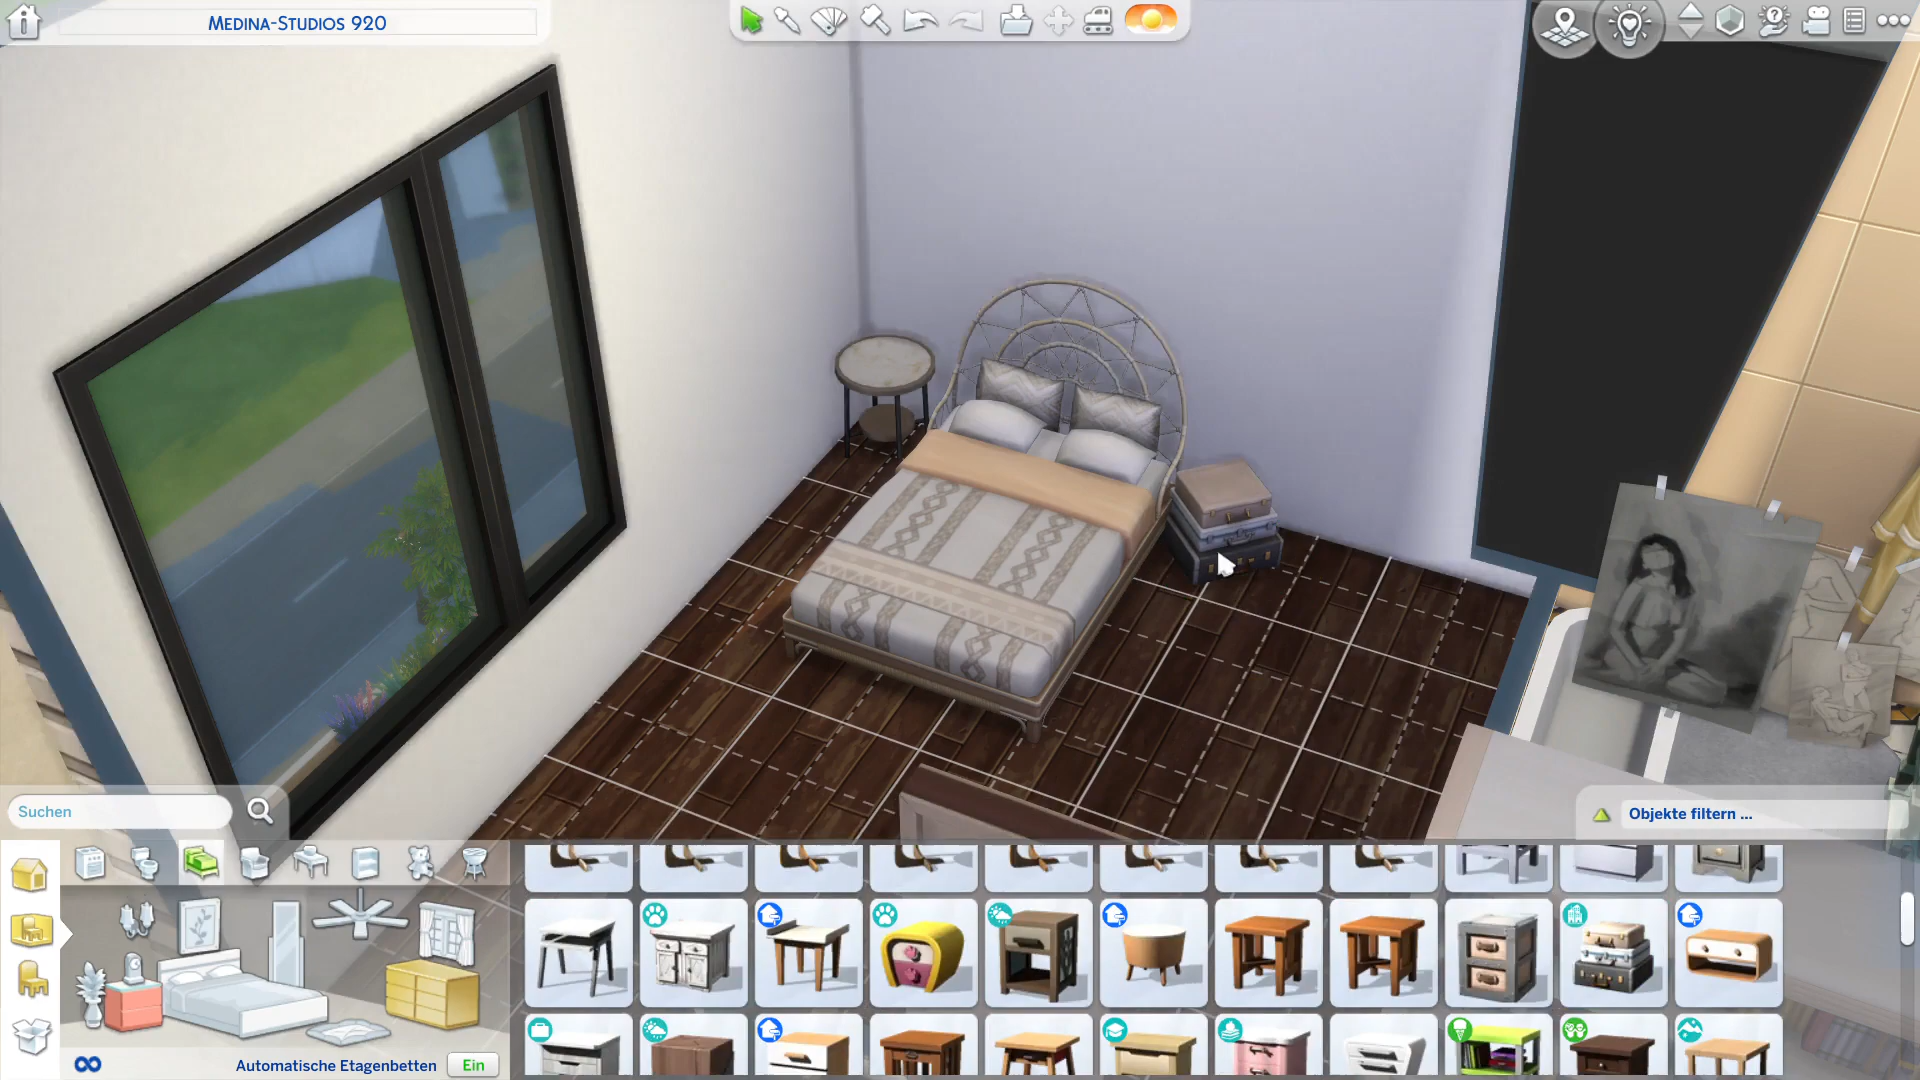 Medina-Studios 920
Suchen
Objekte filtern ...
Automatische Etagenbetten
Ein